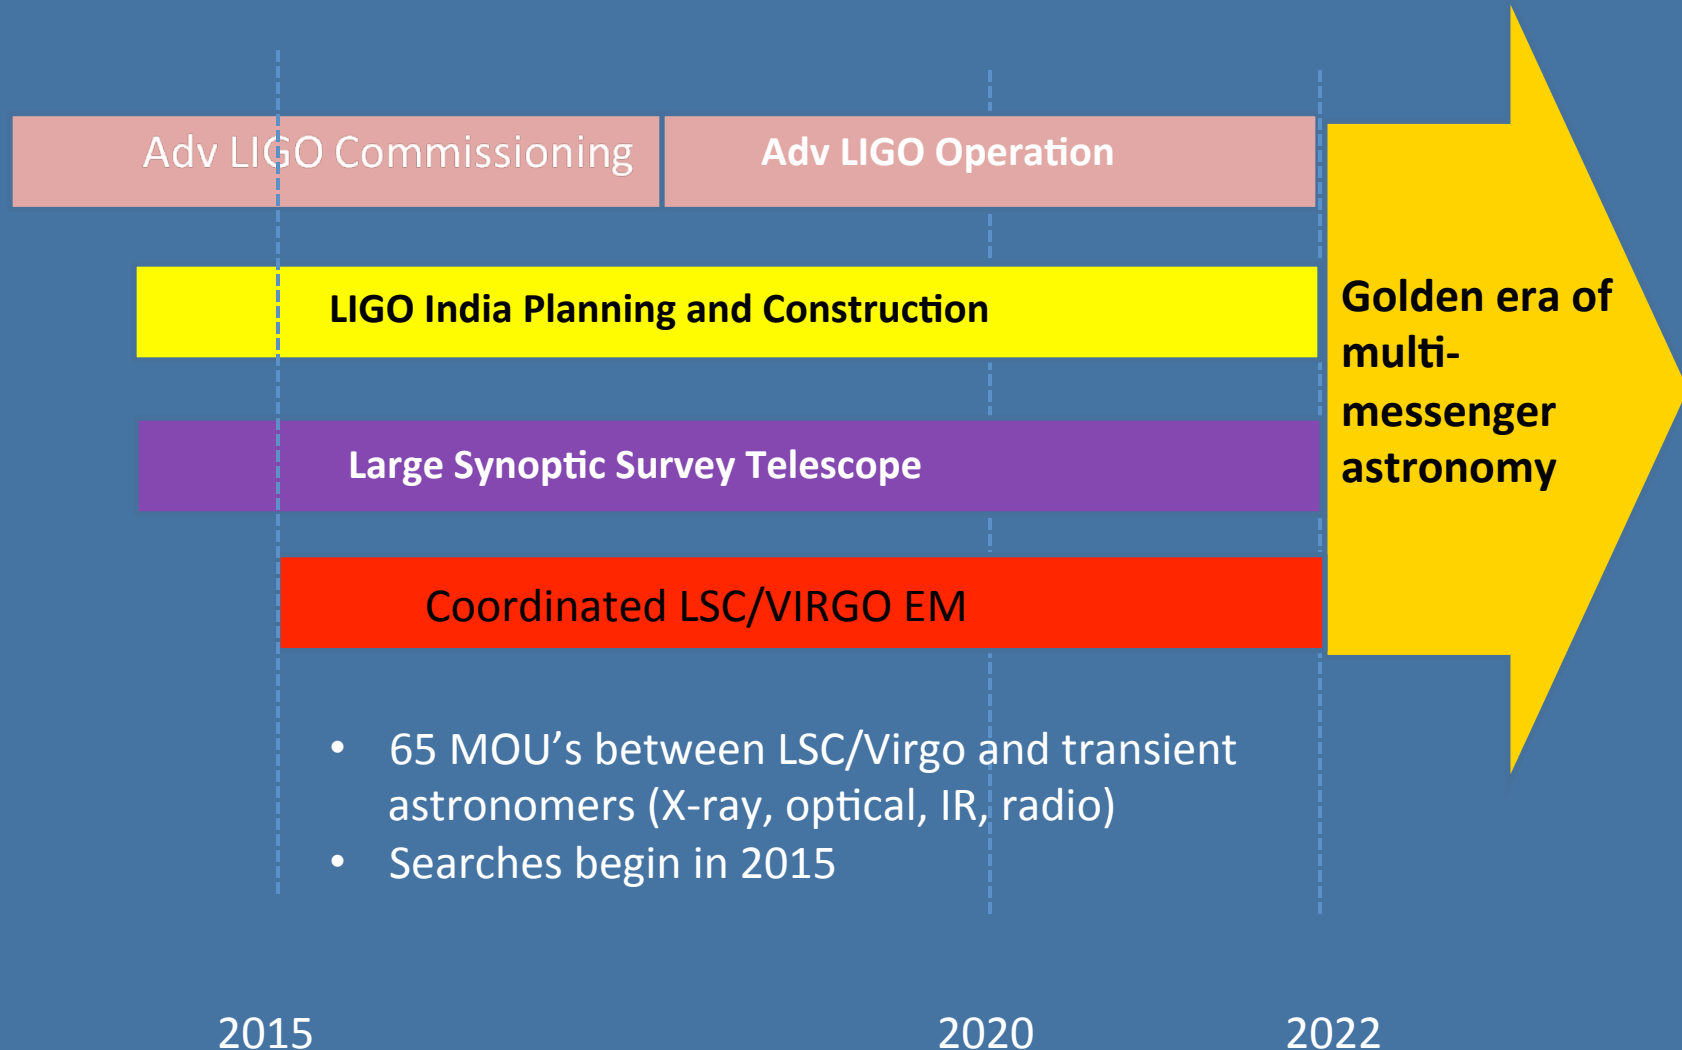 Adv LIGO Commissioning
Adv LIGO Operation
LIGO India Planning and Construction
Large Synoptic Survey Telescope
Coordinated LSC/VIRGO EM
Golden era of
multi-
messenger
astronomy
• 65 MOU’s between LSC/Virgo and transient
astronomers (X-ray, optical, IR, radio)
• Searches begin in 2015
2015
2020
2022